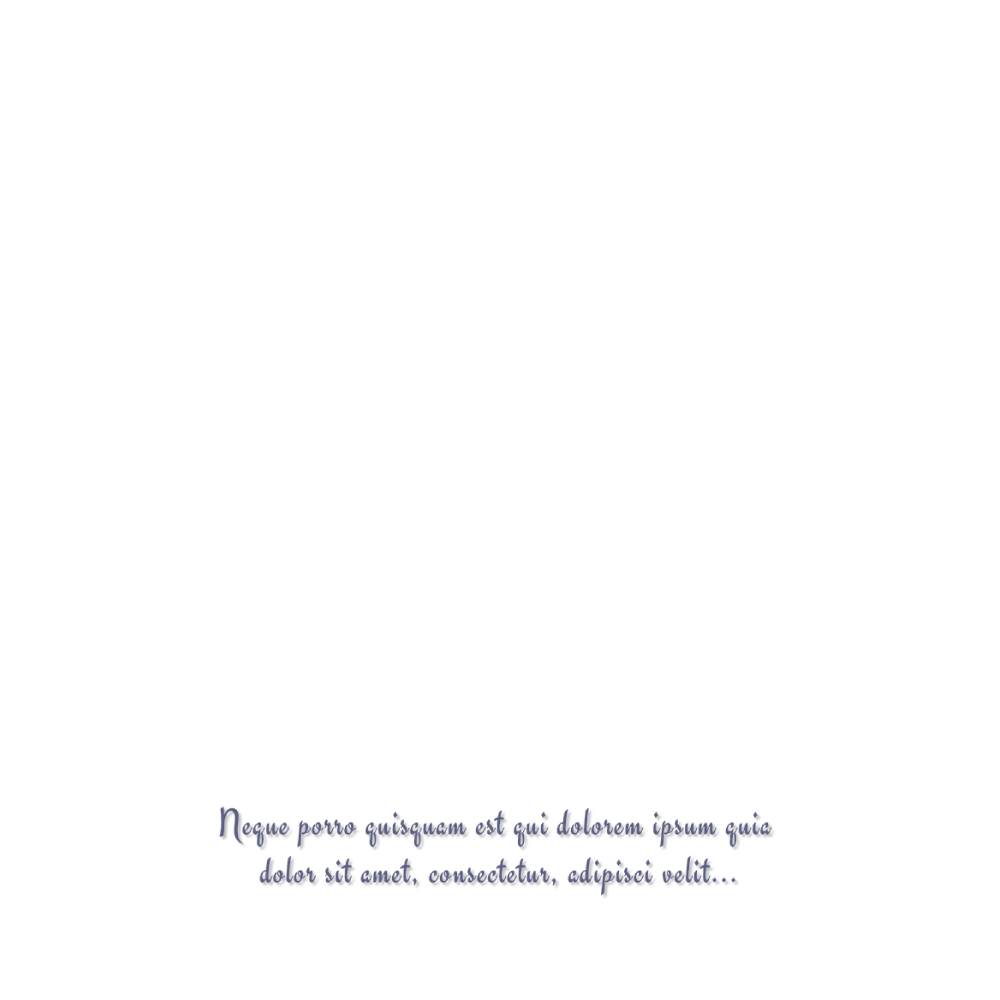 Neque porro quisquam est qui dolorem ipsum quia
dolor sit amet, consectetur, adipisci velit...